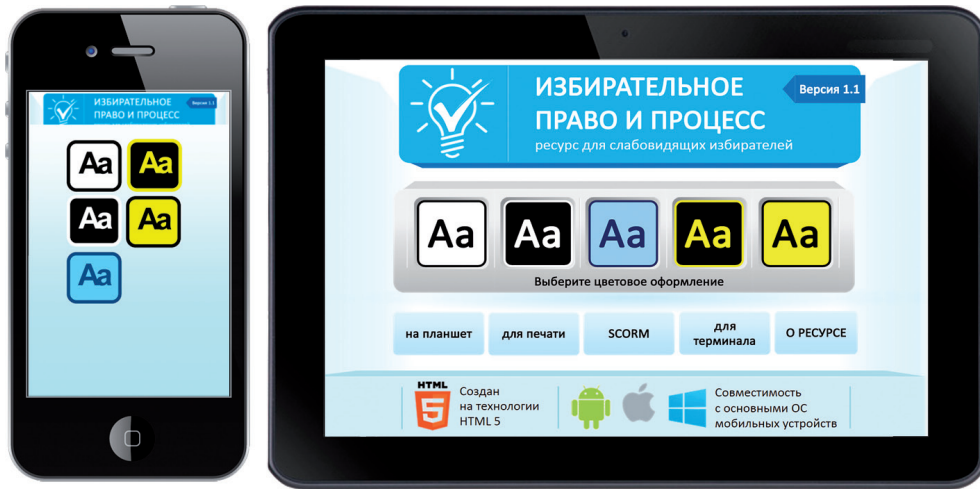 ИЗБИРАТЕЛЬНОЕ
ПРАВО И ПРОЦЕСС
Версия 1.1
Aa
Aa
Aa
Aa
Aa
ИЗБИРАТЕЛЬНОЕ
ПРАВО И ПРОЦЕСС
ресурс для слабовидящих избирателей
Версия 1.1
Aa Aa Aa Aa Aa
Выберите цветовое оформление
на планшет
для печати
SCORM
для
терминала
О РЕСУРСЕ
HTML
5
Создан
на технологии
HTML 5
Совместимость
с основными ОС
мобильных устройств